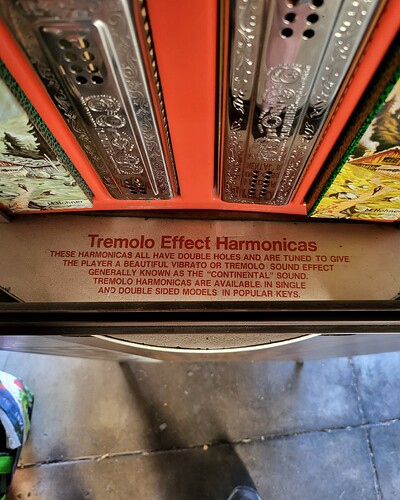 M. Hohner
M. Hohner
Tremolo Effect Harmonicas
THESE HARMONICAS ALL HAVE DOUBLE HOLES AND ARE TUNED TO GIVE
THE PLAYER A BEAUTIFUL VIBRATO OR TREMOLO SOUND EFFECT
GENERALLY KNOWN AS THE "CONTINENTAL" SOUND.
TREMOLO HARMONICAS ARE AVAILABLE IN SINGLE
AND DOUBLE SIDED MODELS IN POPULAR KEYS.